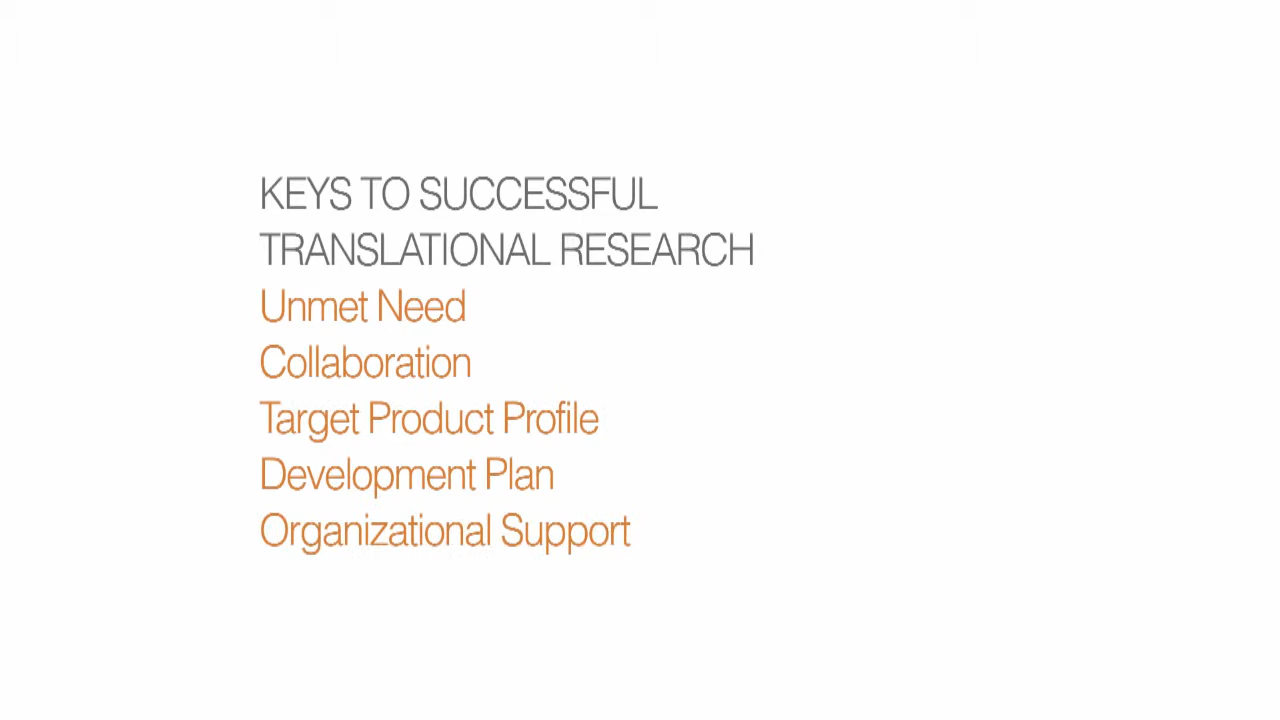 KEYS TO SUCCESSFUL
TRANSLATIONAL RESEARCH
Unmet Need
Collaboration
Target Product Profile
Development Plan
Organizational Support